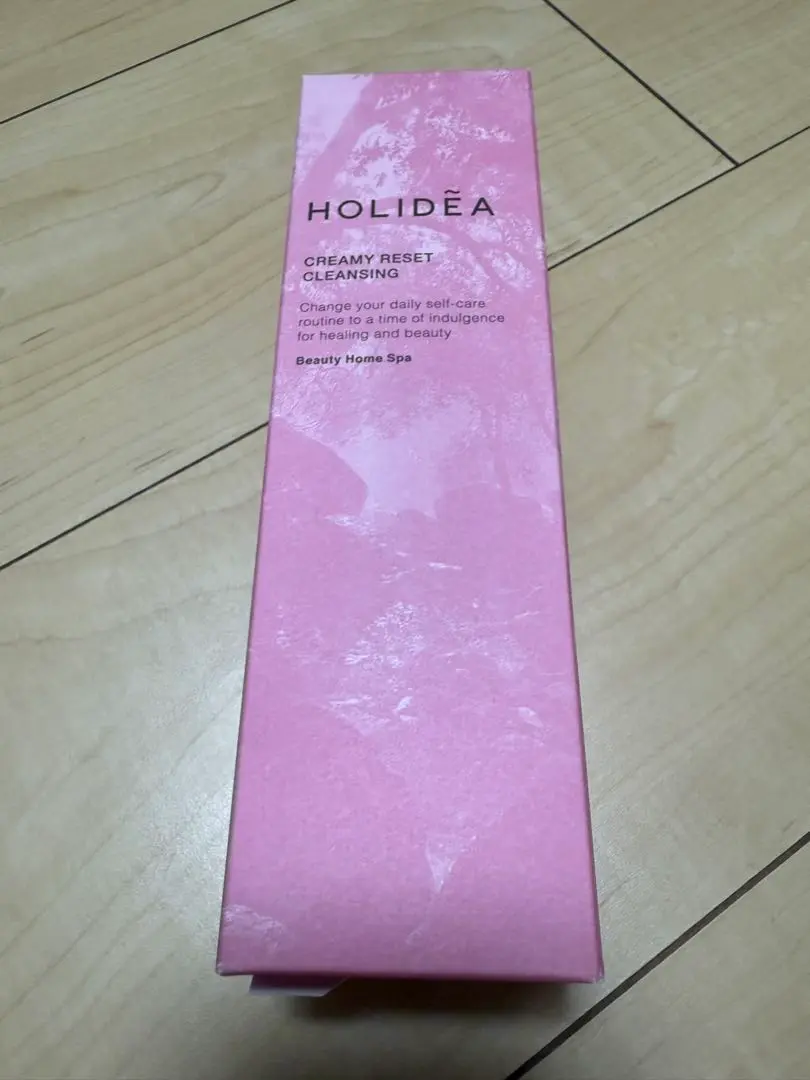 HOLIDẼA
CREAMY RESET
CLEANSING
Change your daily self-care
routine to a time of indulgence
for healing and beauty
Beauty Home Spa